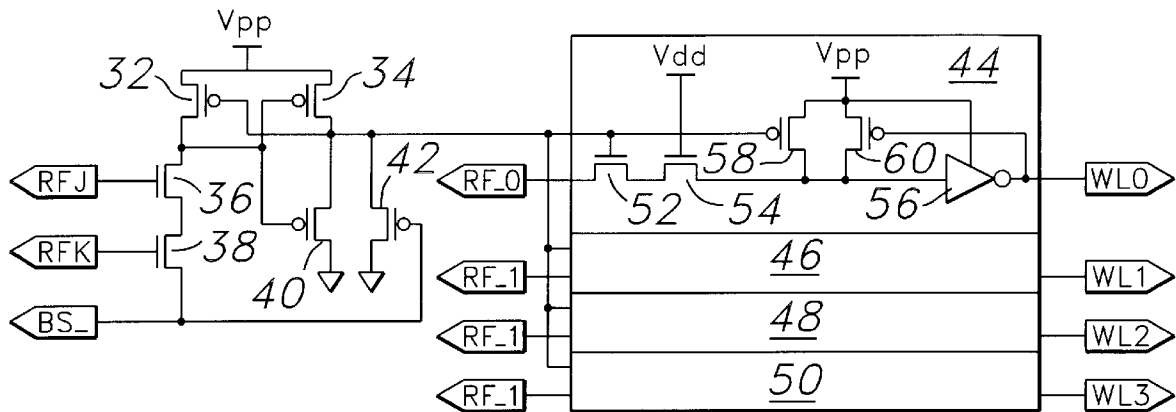 Vpp
32
34
Vdd
Vpp
44
RFJ
36
42
RF_0
52
54
58
60
56
WL0
RFK
38
40
BS_
RF_1
46
WL1
RF_1
48
WL2
RF_1
50
WL3